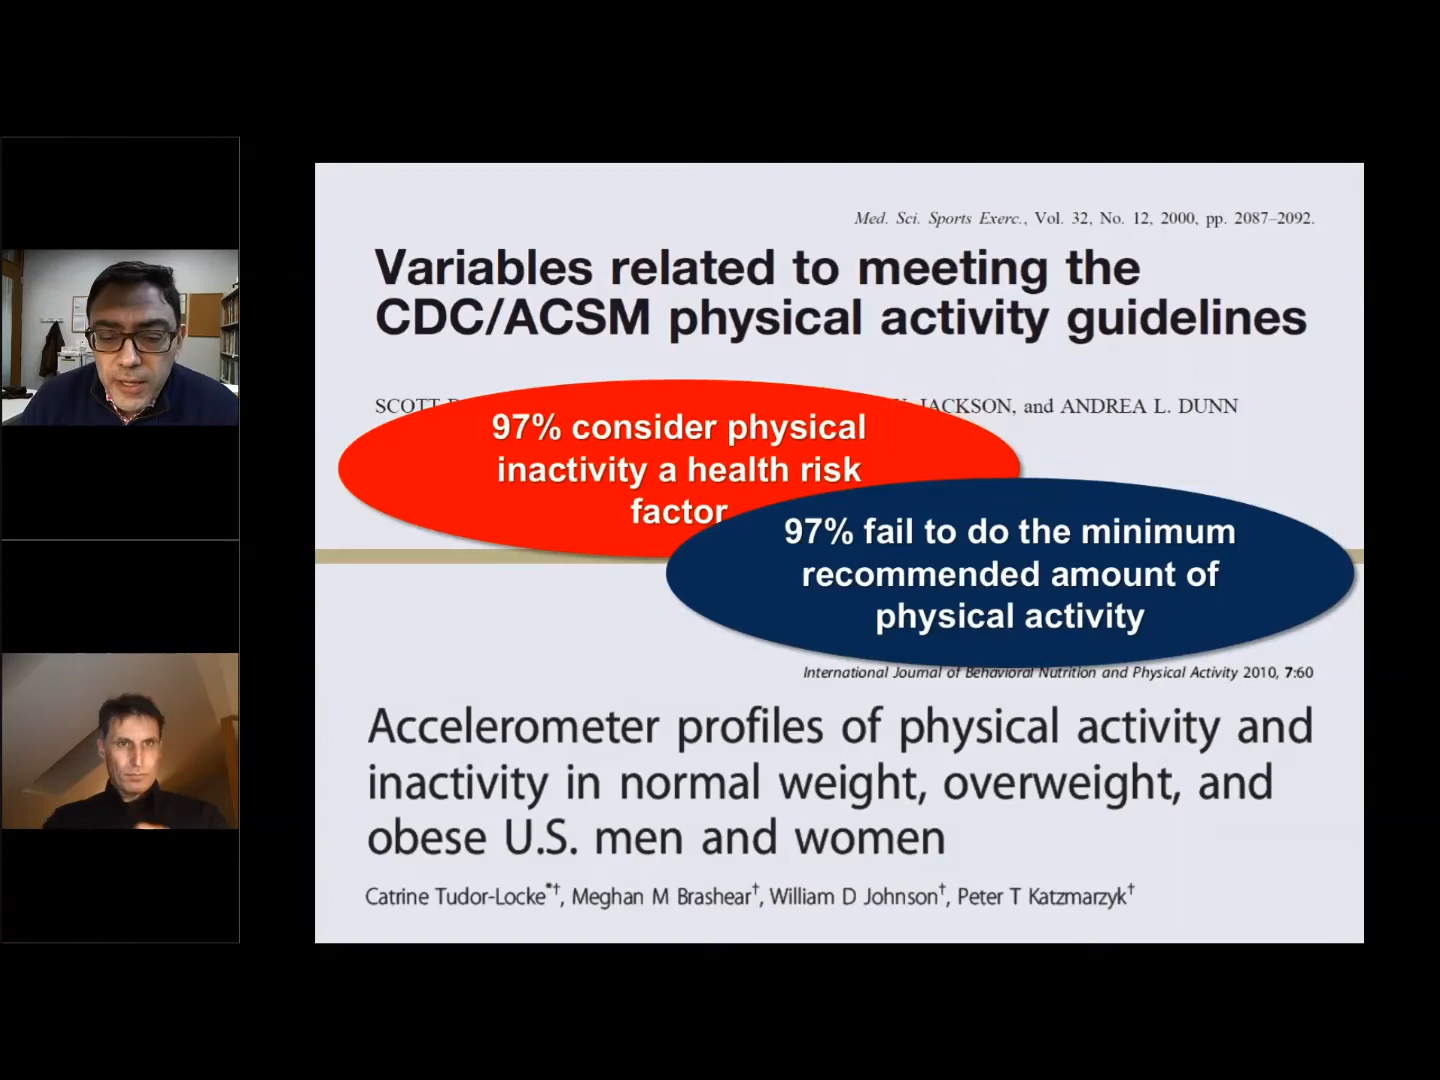 Med. Sci. Sports Exerc., Vol. 32, No. 12, 2000, pp. 2087–2092.
Variables related to meeting the
CDC/ACSM physical activity guidelines
SCOTT JACKSON, and ANDREA L. DUNN
97% consider physical
inactivity a health risk
factor
97% fail to do the minimum
recommended amount of
physical activity
International Journal of Behavioral Nutrition and Physical Activity 2010, 7:60
Accelerometer profiles of physical activity and
inactivity in normal weight, overweight, and
obese U.S. men and women
Catrine Tudor-Locke*†, Meghan M Brashear†, William D Johnson†, Peter T Katzmarzyk†